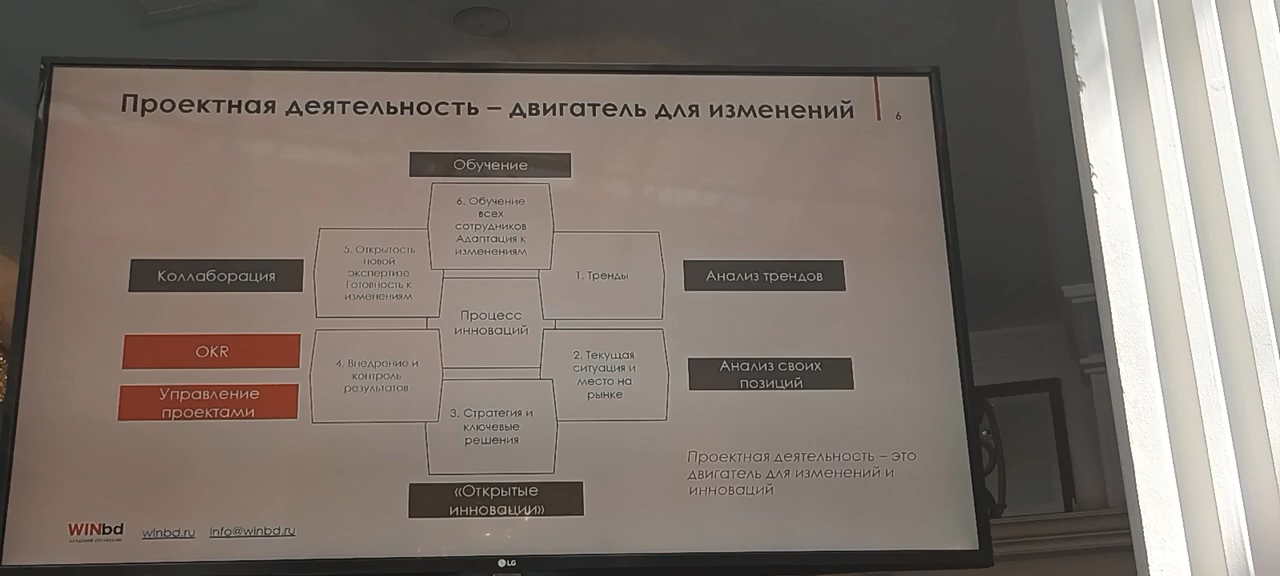 Проектная деятельность – двигатель для изменений
6
Обучение
6. Обучение
всех
сотрудников
Адаптация к
изменениям
5. Открытость
новой
экспертизе
Готовность к
изменениям
1. Тренды
Коллаборация
Анализ трендов
Процесс
инноваций
OKR
Управление
проектами
4. Внедрение и
контроль
результатов
2. Текущая
ситуация и
место на
рынке
Анализ своих
позиций
3. Стратегия и
ключевые
решения
«Открытые
инновации»
Проектная деятельность – это
двигатель для изменений и
инноваций
WINbd
winbd.ru info@winbd.ru
LG